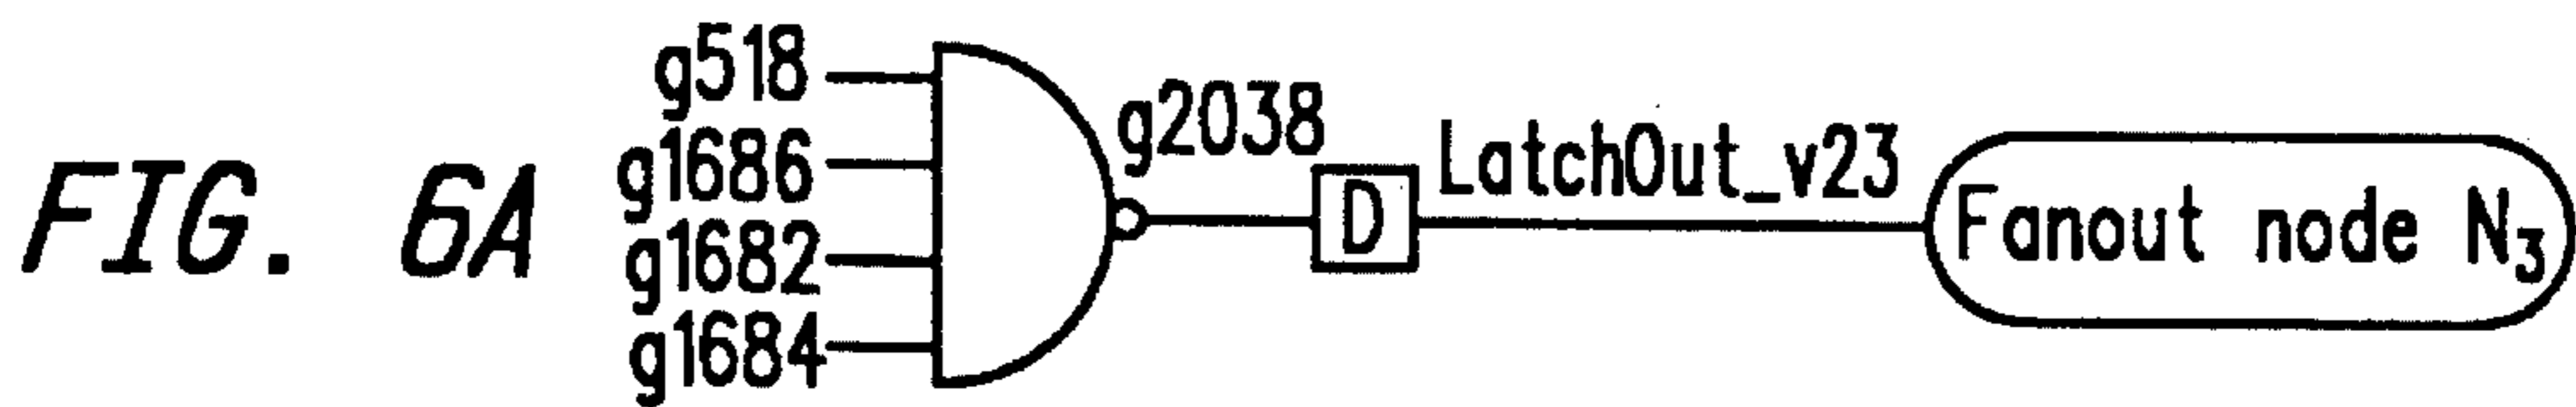 FIG. 6A
g518
g1686
g1682
g1684
g2038
D
LatchOut_v23
Fanout node N₃